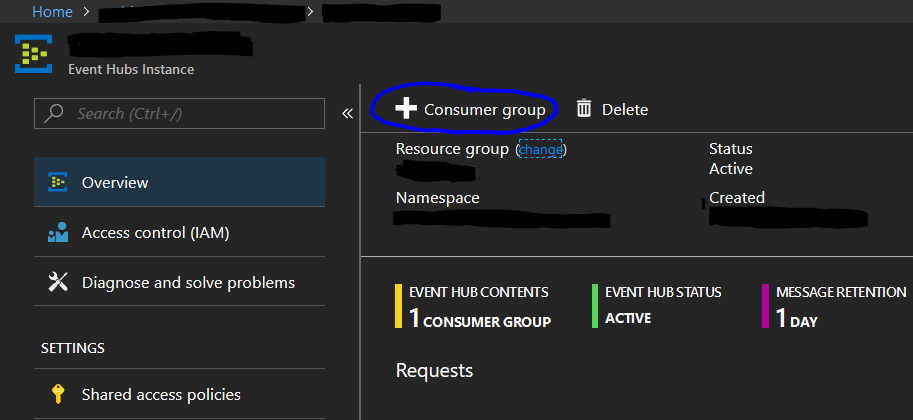 Home > >
Event Hubs Instance
Search (Ctrl+/)
«
+ Consumer group
Delete
Overview
Access control (IAM)
Diagnose and solve problems
SETTINGS
Shared access policies
Resource group (change)
Status
Active
Namespace
Created
EVENT HUB CONTENTS
1 CONSUMER GROUP
EVENT HUB STATUS
ACTIVE
MESSAGE RETENTION
1 DAY
Requests